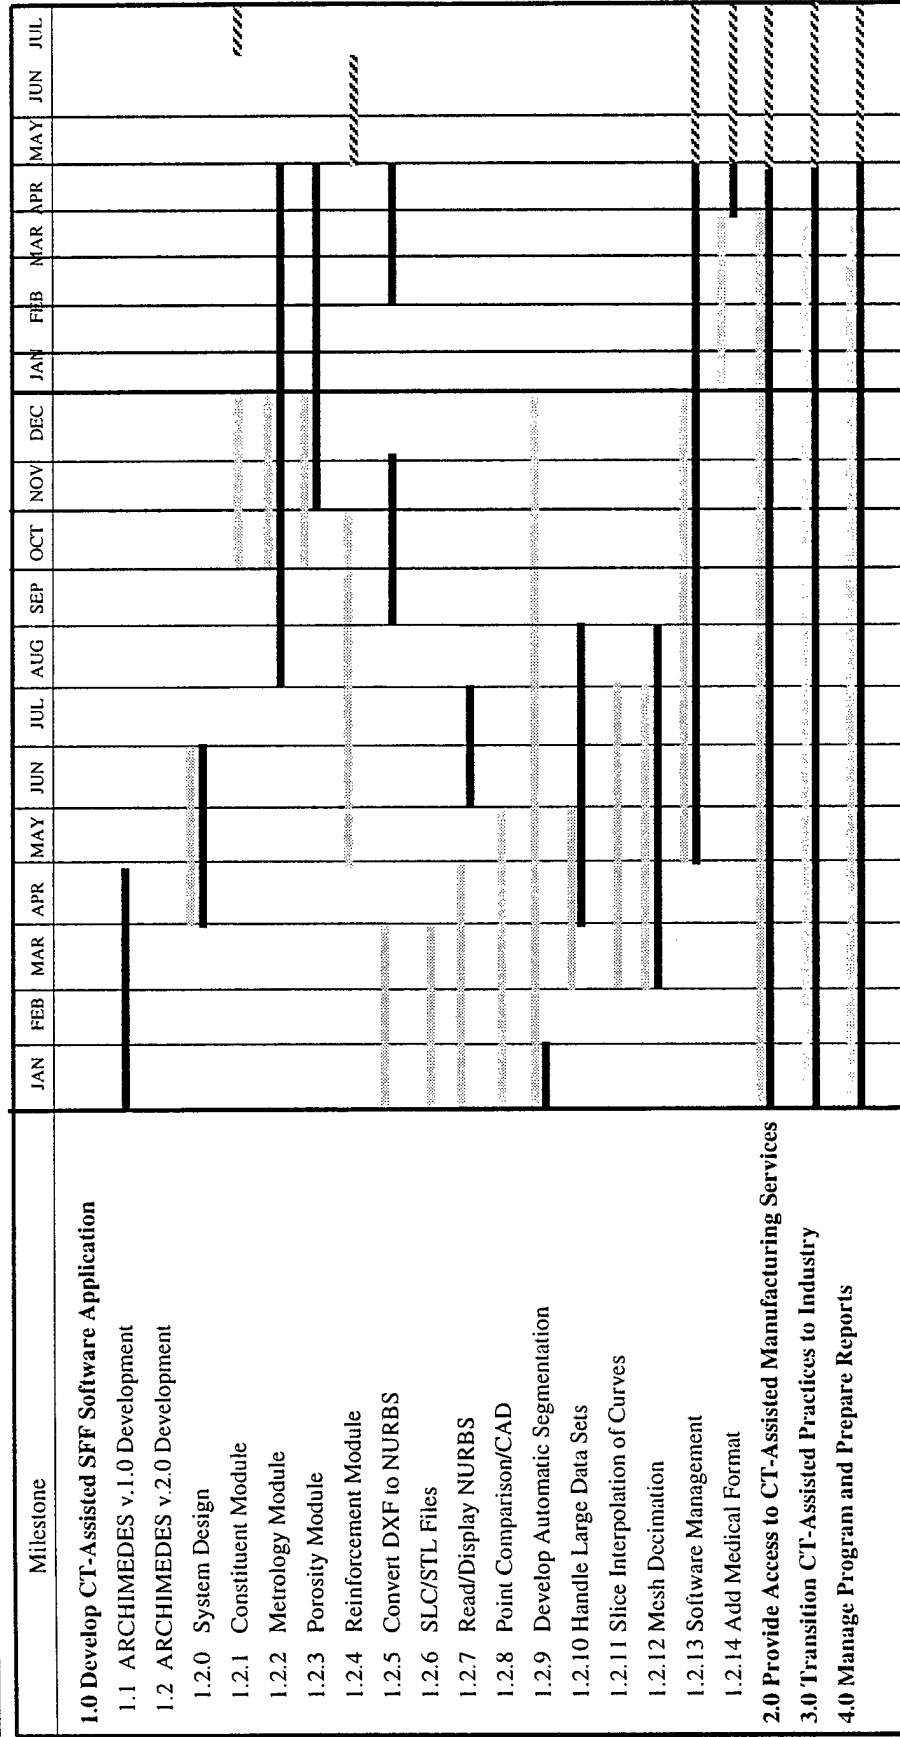 Milestone
JAN FEB MAR APR MAY JUN JUL AUG SEP OCT NOV DEC JAN FEB MAR APR MAY JUN JUL
1.0 Develop CT-Assisted SFF Software Application
1.1 ARCHIMEDES v.1.0 Development
1.2 ARCHIMEDES v.2.0 Development
1.2.0 System Design
1.2.1 Constituent Module
1.2.2 Metrology Module
1.2.3 Porosity Module
1.2.4 Reinforcement Module
1.2.5 Convert DXF to NURBS
1.2.6 SLC/STL Files
1.2.7 Read/Display NURBS
1.2.8 Point Comparison/CAD
1.2.9 Develop Automatic Segmentation
1.2.10 Handle Large Data Sets
1.2.11 Slice Interpolation of Curves
1.2.12 Mesh Decimation
1.2.13 Software Management
1.2.14 Add Medical Format
2.0 Provide Access to CT-Assisted Manufacturing Services
3.0 Transition CT-Assisted Practices to Industry
4.0 Manage Program and Prepare Reports